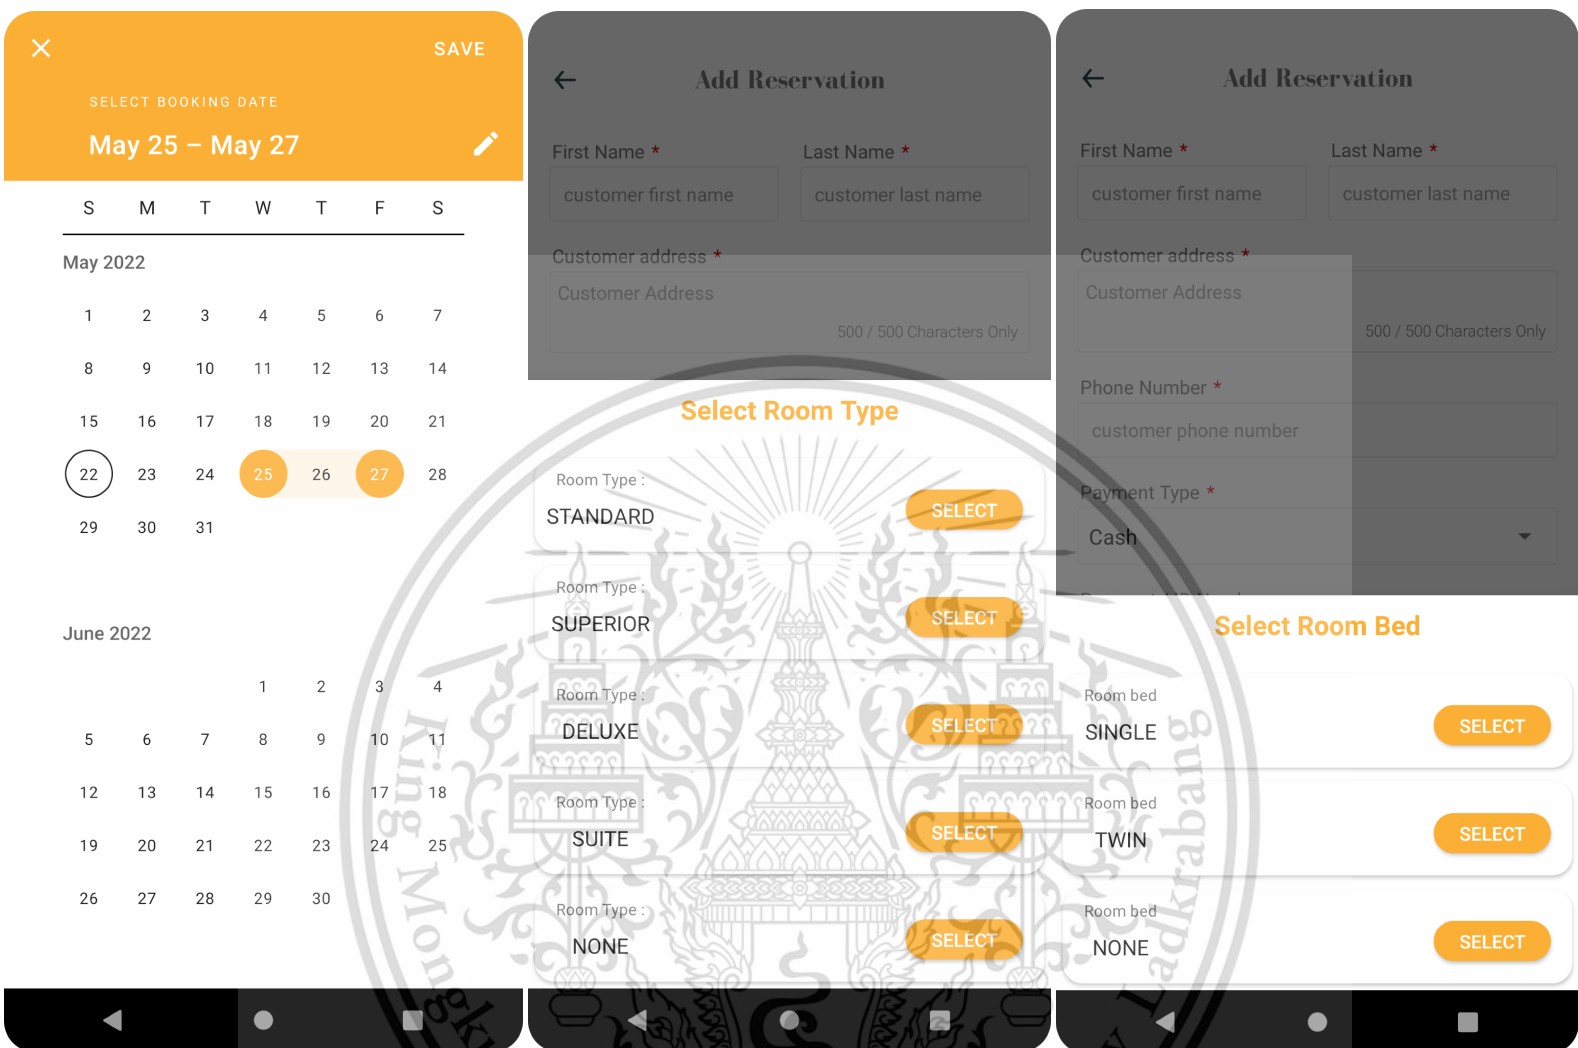 SAVE
SELECT BOOKING DATE
May 25 – May 27
S M T W T F S
May 2022
1 2 3 4 5 6 7
8 9 10 11 12 13 14
15 16 17 18 19 20 21
22 23 24 25 26 27 28
29 30 31
June 2022
1 2 3 4
5 6 7 8 9 10 11
12 13 14 15 16 17 18
19 20 21 22 23 24 25
26 27 28 29 30
Add Reservation
First Name * Last Name *
customer first name customer last name
Customer address *
Customer Address
500 / 500 Characters Only
Select Room Type
Room Type :
STANDARD SELECT
Room Type :
SUPERIOR SELECT
Room Type :
DELUXE SELECT
Room Type :
SUITE SELECT
Room Type :
NONE SELECT
Add Reservation
First Name * Last Name *
customer first name customer last name
Customer address *
Customer Address
500 / 500 Characters Only
Phone Number *
customer phone number
Payment Type *
Cash
Select Room Bed
Room bed
SINGLE SELECT
Room bed
TWIN SELECT
Room bed
NONE SELECT
King Mongku
Ladkrabang